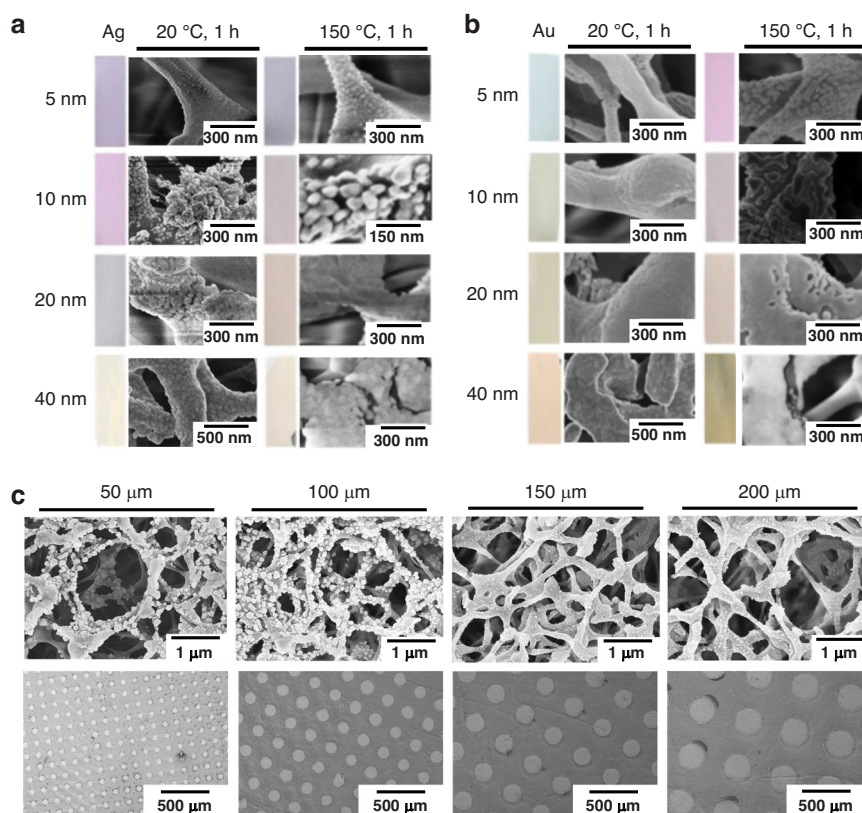 a
Ag 20 °C, 1 h 150 °C, 1 h
5 nm
300 nm 300 nm
10 nm
300 nm 150 nm
20 nm
300 nm 300 nm
40 nm
500 nm 300 nm
b
Au 20 °C, 1 h 150 °C, 1 h
5 nm
300 nm 300 nm
10 nm
300 nm 300 nm
20 nm
300 nm 300 nm
40 nm
500 nm 300 nm
c
50 μm 100 μm 150 μm 200 μm
1 μm 1 μm 1 μm 1 μm
500 μm 500 μm 500 μm 500 μm